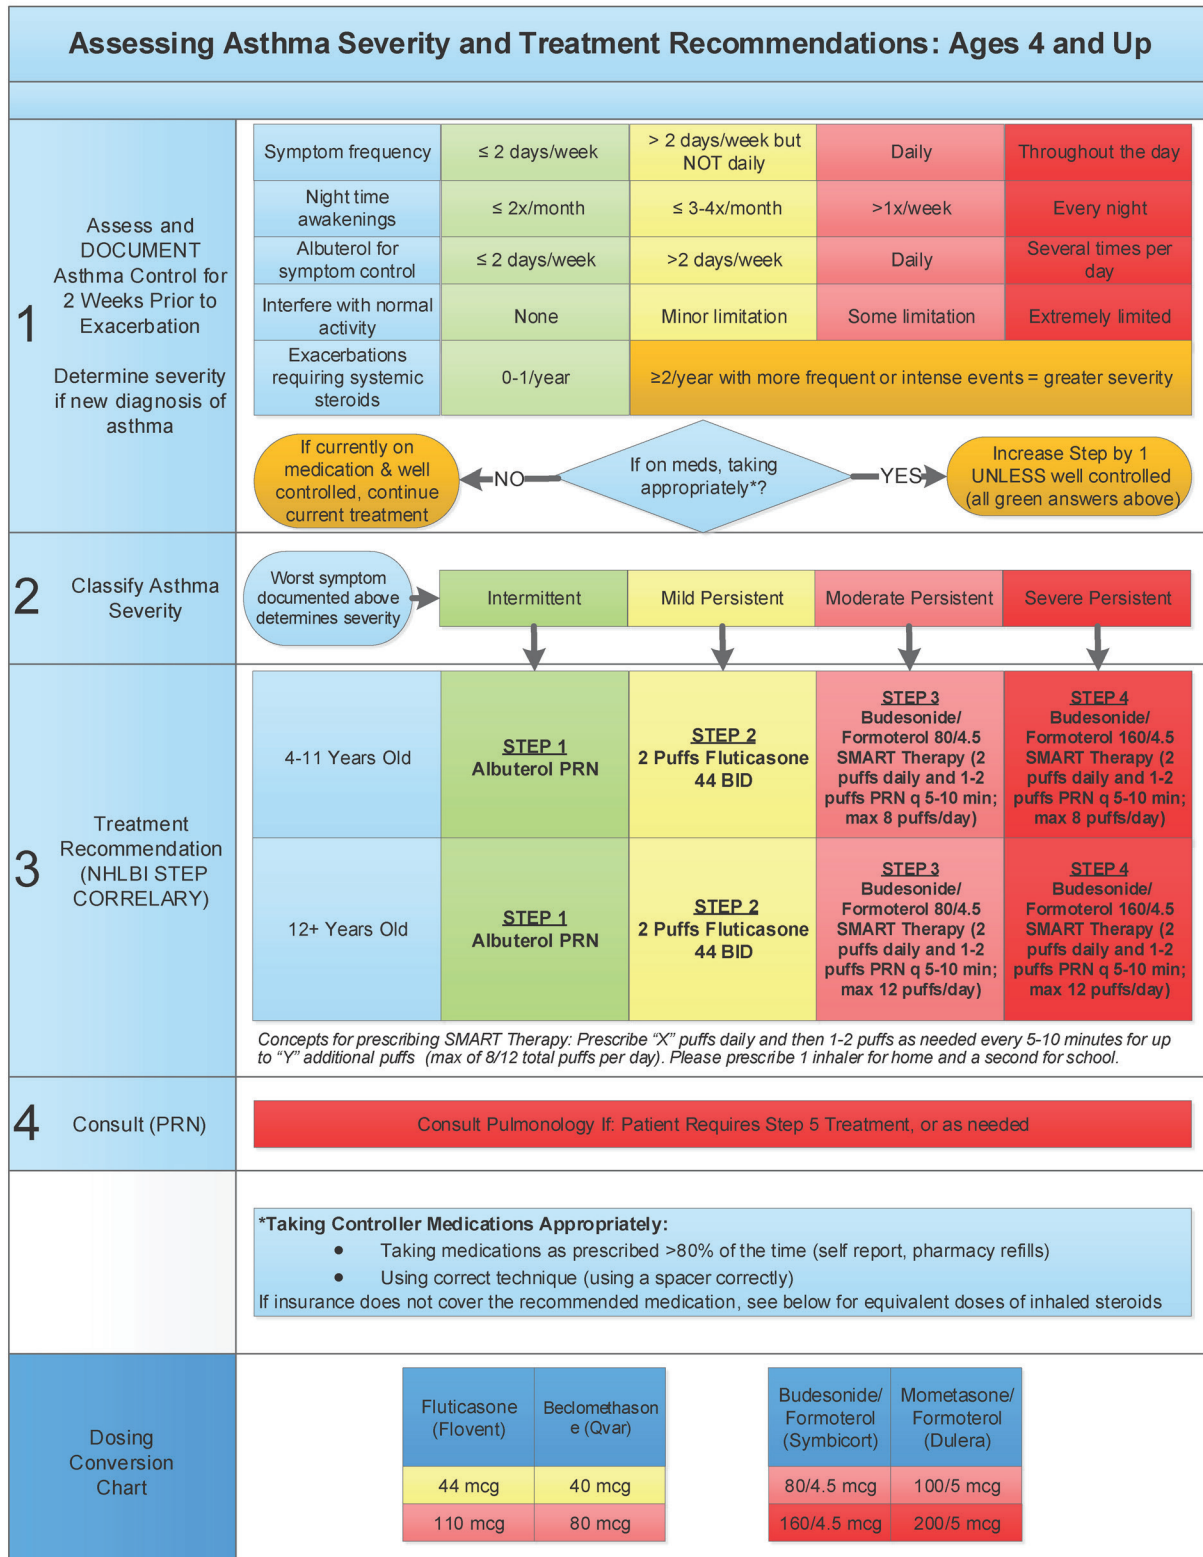 Assessing Asthma Severity and Treatment Recommendations: Ages 4 and Up
1
Assess and
DOCUMENT
Asthma Control for
2 Weeks Prior to
Exacerbation
Determine severity
if new diagnosis of
asthma
Symptom frequency
≤ 2 days/week
> 2 days/week but
NOT daily
Daily
Throughout the day
Night time
awakenings
≤ 2x/month
≤ 3-4x/month
>1x/week
Every night
Albuterol for
symptom control
≤ 2 days/week
>2 days/week
Daily
Several times per
day
Interfere with normal
activity
None
Minor limitation
Some limitation
Extremely limited
Exacerbations
requiring systemic
steroids
0-1/year
≥2/year with more frequent or intense events = greater severity
If currently on
medication & well
controlled, continue
current treatment
NO
If on meds, taking
appropriately*?
YES
Increase Step by 1
UNLESS well controlled
(all green answers above)
2
Classify Asthma
Severity
Worst symptom
documented above
determines severity
Intermittent
Mild Persistent
Moderate Persistent
Severe Persistent
3
Treatment
Recommendation
(NHLBI STEP
CORRELARY)
4-11 Years Old
STEP 1
Albuterol PRN
STEP 2
2 Puffs Fluticasone
44 BID
STEP 3
Budesonide/
Formoterol 80/4.5
SMART Therapy (2
puffs daily and 1-2
puffs PRN q 5-10 min;
max 8 puffs/day)
STEP 4
Budesonide/
Formoterol 160/4.5
SMART Therapy (2
puffs daily and 1-2
puffs PRN q 5-10 min;
max 8 puffs/day)
12+ Years Old
STEP 1
Albuterol PRN
STEP 2
2 Puffs Fluticasone
44 BID
STEP 3
Budesonide/
Formoterol 80/4.5
SMART Therapy (2
puffs daily and 1-2
puffs PRN q 5-10 min;
max 12 puffs/day)
STEP 4
Budesonide/
Formoterol 160/4.5
SMART Therapy (2
puffs daily and 1-2
puffs PRN q 5-10 min;
max 12 puffs/day)
Concepts for prescribing SMART Therapy: Prescribe “X” puffs daily and then 1-2 puffs as needed every 5-10 minutes for up
to “Y” additional puffs (max of 8/12 total puffs per day). Please prescribe 1 inhaler for home and a second for school.
4
Consult (PRN)
Consult Pulmonology If: Patient Requires Step 5 Treatment, or as needed
*Taking Controller Medications Appropriately:
● Taking medications as prescribed >80% of the time (self report, pharmacy refills)
● Using correct technique (using a spacer correctly)
If insurance does not cover the recommended medication, see below for equivalent doses of inhaled steroids
Dosing
Conversion
Chart
Fluticasone
(Flovent)
Beclomethason
e (Qvar)
44 mcg
40 mcg
110 mcg
80 mcg
Budesonide/
Formoterol
(Symbicort)
Mometasone/
Formoterol
(Dulera)
80/4.5 mcg
100/5 mcg
160/4.5 mcg
200/5 mcg